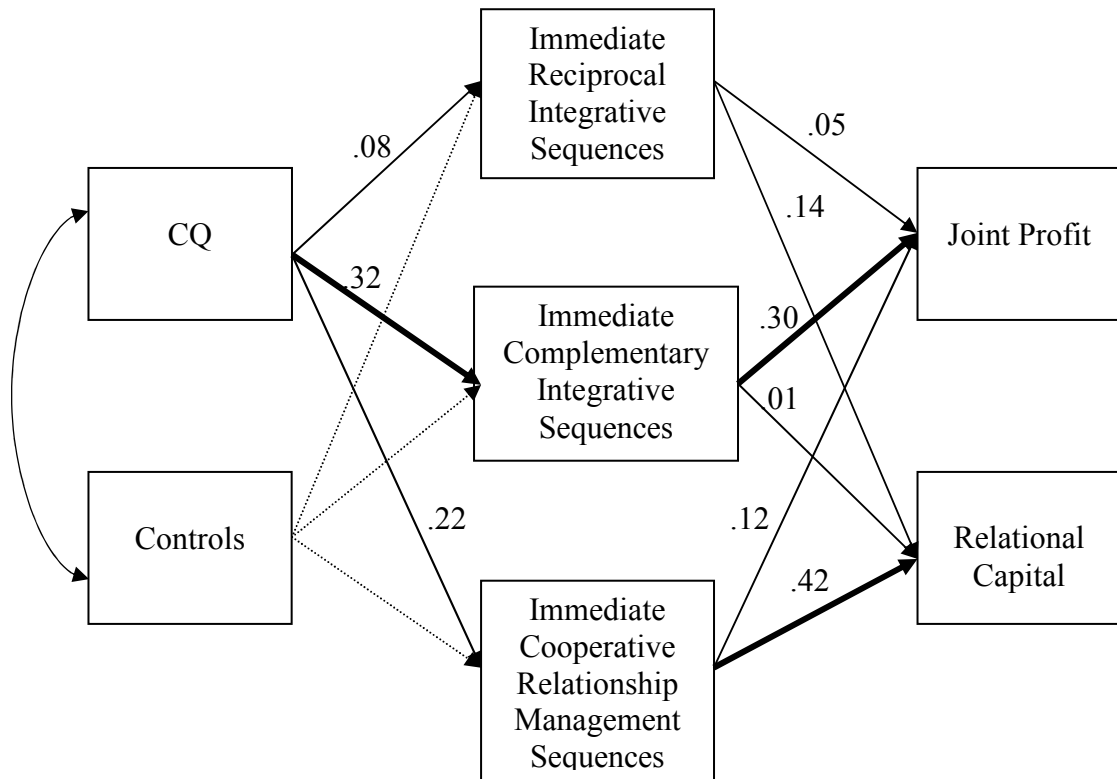 Immediate
Reciprocal
Integrative
Sequences
.08
.05
.14
CQ
Joint Profit
.32
Immediate
Complementary
Integrative
Sequences
.30
.01
Controls
.22
.12
Relational
Capital
.42
Immediate
Cooperative
Relationship
Management
Sequences